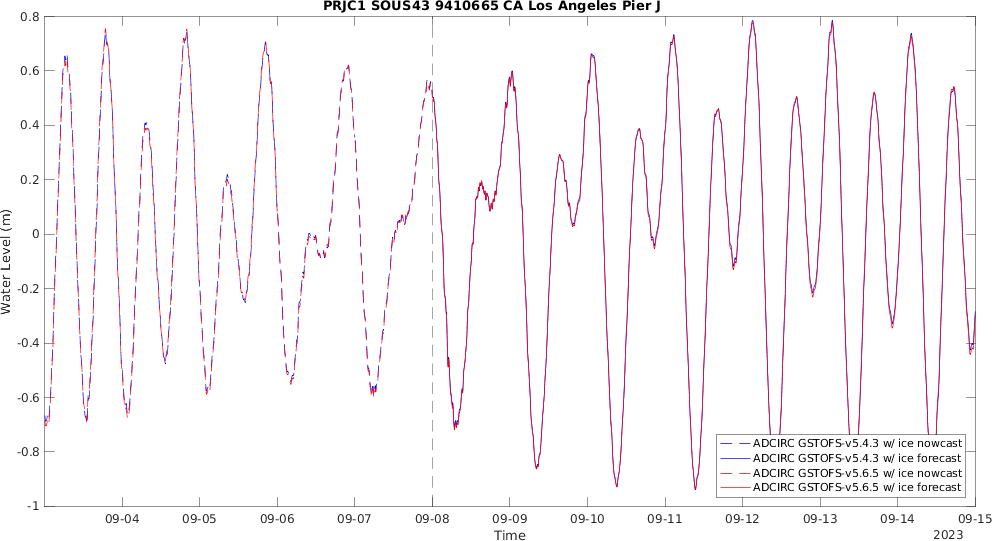 PRJC1 SOUS43 9410665 CA Los Angeles Pier J
0.8
0.6
0.4
0.2
0
-0.2
-0.4
-0.6
-0.8
-1
Water Level (m)
ADCIRC GSTOFS-v5.4.3 w/ ice nowcast
ADCIRC GSTOFS-v5.4.3 w/ ice forecast
ADCIRC GSTOFS-v5.6.5 w/ ice nowcast
ADCIRC GSTOFS-v5.6.5 w/ ice forecast
09-04 09-05 09-06 09-07 09-08 09-09 09-10 09-11 09-12 09-13 09-14 09-15
Time
2023